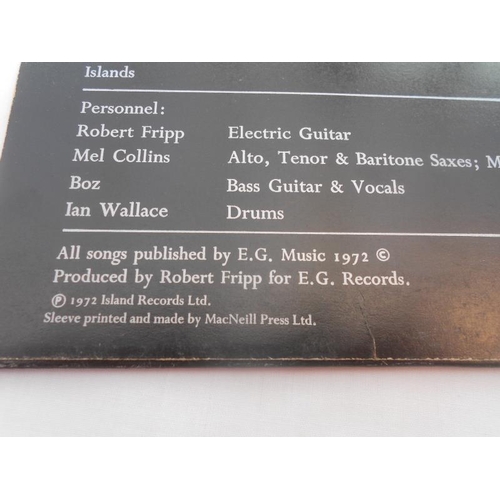 Islands
Personnel:
Robert Fripp Electric Guitar
Mel Collins Alto, Tenor & Baritone Saxes; M
Boz Bass Guitar & Vocals
Ian Wallace Drums
All songs published by E.G. Music 1972 ©
Produced by Robert Fripp for E.G. Records.
℗ 1972 Island Records Ltd.
Sleeve printed and made by MacNeill Press Ltd.